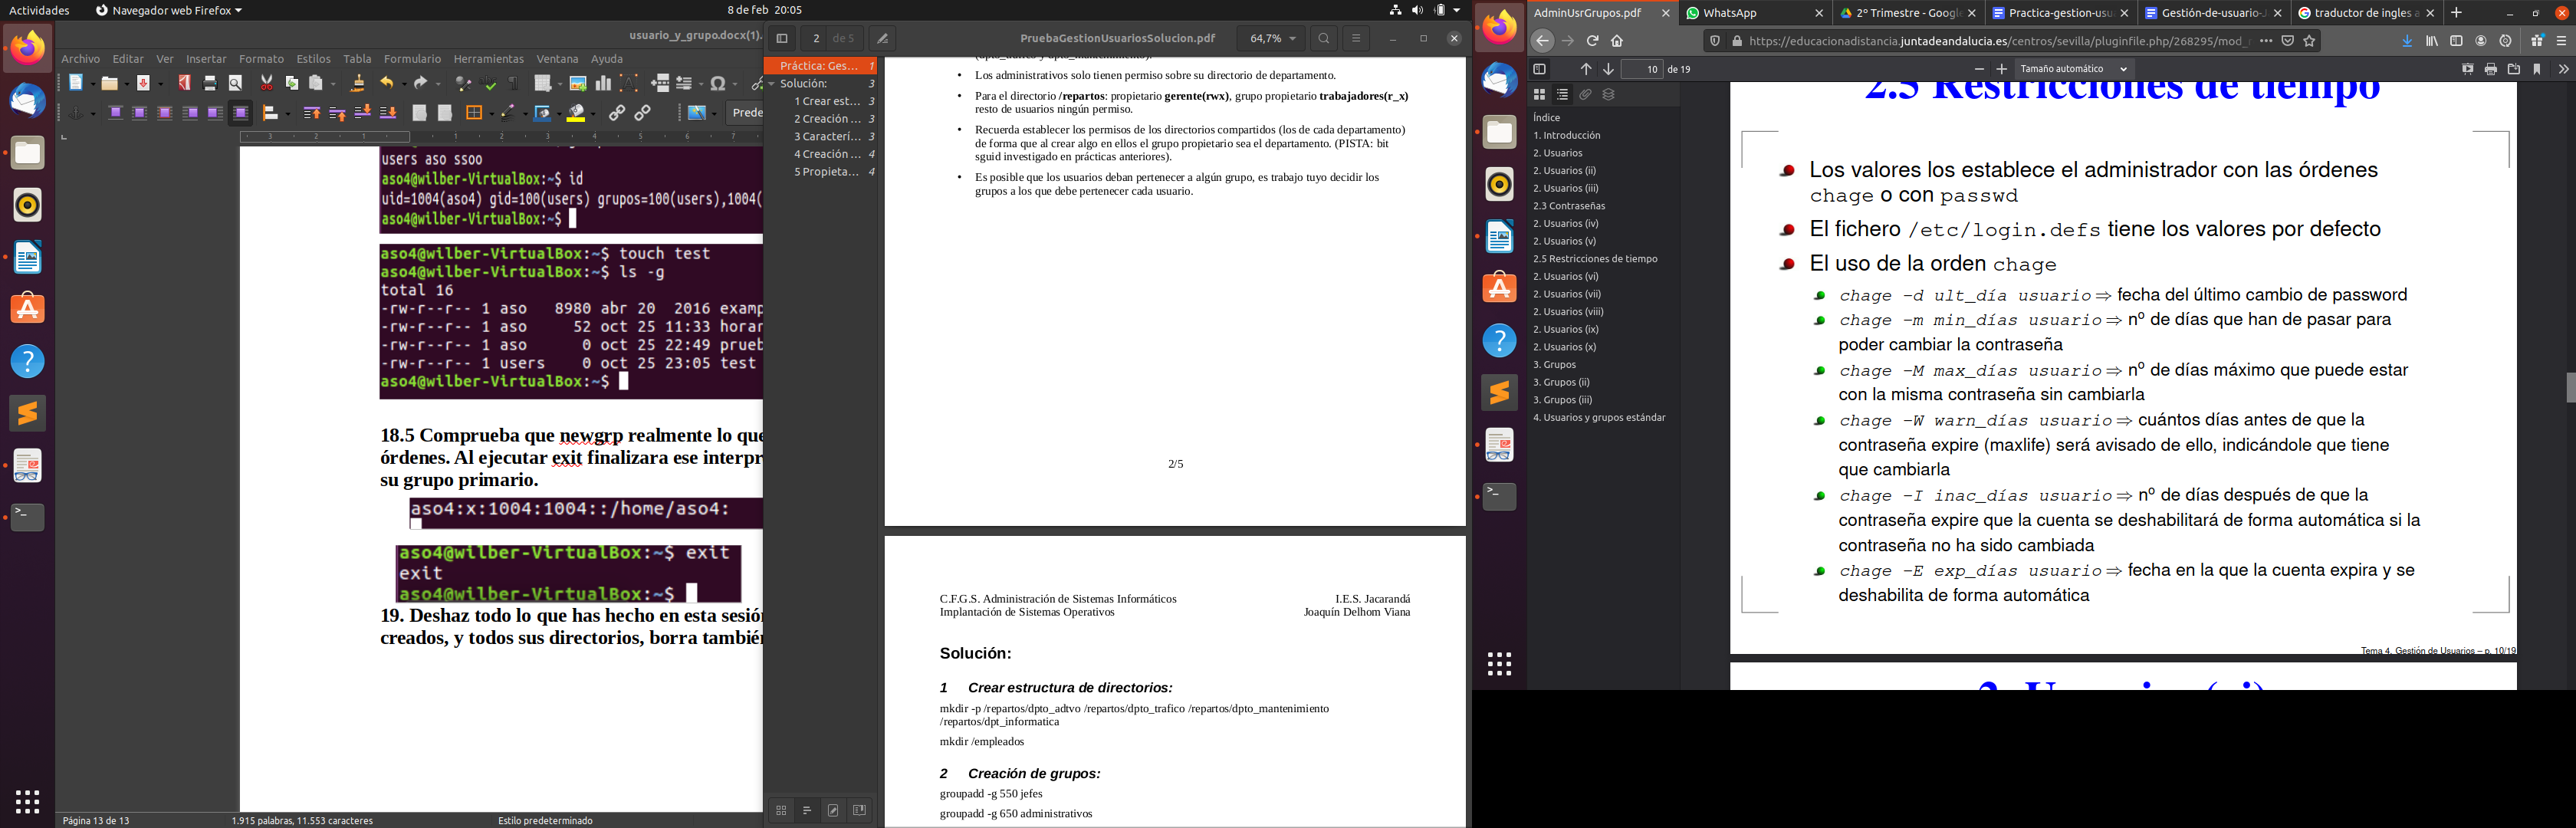 Actividades
Navegador web Firefox
8 de feb 20:05
usuario_y_grupo.docx(1).
Archivo Editar Ver Insertar Formato Estilos Tabla Formulario Herramientas Ventana Ayuda
Prede
users aso ssoo
aso4@wilber-VirtualBox:~$ id
uid=1004(aso4) gid=100(users) grupos=100(users),1004(
aso4@wilber-VirtualBox:~$
aso4@wilber-VirtualBox:~$ touch test
aso4@wilber-VirtualBox:~$ ls -g
total 16
-rw-r--r-- 1 aso 8980 abr 20 2016 examp
-rw-r--r-- 1 aso 52 oct 25 11:33 horar
-rw-r--r-- 1 aso 0 oct 25 22:49 prueb
-rw-r--r-- 1 users 0 oct 25 23:05 test
aso4@wilber-VirtualBox:~$
18.5 Comprueba que newgrp realmente lo que
órdenes. Al ejecutar exit finalizara ese interpr
su grupo primario.
aso4:x:1004:1004::/home/aso4:
aso4@wilber-VirtualBox:~$ exit
exit
aso4@wilber-VirtualBox:~$
19. Deshaz todo lo que has hecho en esta sesió
creados, y todos sus directorios, borra tambié
Página 13 de 13
1.915 palabras, 11.553 caracteres
Estilo predeterminado
2 de 5
PruebaGestionUsuariosSolucion.pdf
64,7%
Práctica: Ges... 1
Solución: 3
1 Crear est... 3
2 Creación ... 3
3 Caracterí... 3
4 Creación ... 4
5 Propieta... 4
• Los administrativos solo tienen permiso sobre su directorio de departamento.
• Para el directorio /repartos: propietario gerente(rwx), grupo propietario trabajadores(r_x)
resto de usuarios ningún permiso.
• Recuerda establecer los permisos de los directorios compartidos (los de cada departamento)
de forma que al crear algo en ellos el grupo propietario sea el departamento. (PISTA: bit
sguid investigado en prácticas anteriores).
• Es posible que los usuarios deban pertenecer a algún grupo, es trabajo tuyo decidir los
grupos a los que debe pertenecer cada usuario.
2/5
C.F.G.S. Administración de Sistemas Informáticos I.E.S. Jacarandá
Implantación de Sistemas Operativos Joaquín Delhom Viana
Solución:
1 Crear estructura de directorios:
mkdir -p /repartos/dpto_adtvo /repartos/dpto_trafico /repartos/dpto_mantenimiento
/repartos/dpt_informatica
mkdir /empleados
2 Creación de grupos:
groupadd -g 550 jefes
groupadd -g 650 administrativos
AdminUsrGrupos.pdf
WhatsApp
2º Trimestre - Google
Practica-gestion-usu
Gestión-de-usuario-J
traductor de ingles a
https://educacionadistancia.juntadeandalucia.es/centros/sevilla/pluginfile.php/268295/mod_
10 de 19
Tamaño automático
Índice
1. Introducción
2. Usuarios
2. Usuarios (ii)
2. Usuarios (iii)
2.3 Contraseñas
2. Usuarios (iv)
2. Usuarios (v)
2.5 Restricciones de tiempo
2. Usuarios (vi)
2. Usuarios (vii)
2. Usuarios (viii)
2. Usuarios (ix)
2. Usuarios (x)
3. Grupos
3. Grupos (ii)
3. Grupos (iii)
4. Usuarios y grupos estándar
2.5 Restricciones de tiempo
Los valores los establece el administrador con las órdenes
chage o con passwd
El fichero /etc/login.defs tiene los valores por defecto
El uso de la orden chage
chage -d ult_día usuario ⇒ fecha del último cambio de password
chage -m min_días usuario ⇒ nº de días que han de pasar para
poder cambiar la contraseña
chage -M max_días usuario ⇒ nº de días máximo que puede estar
con la misma contraseña sin cambiarla
chage -W warn_días usuario ⇒ cuántos días antes de que la
contraseña expire (maxlife) será avisado de ello, indicándole que tiene
que cambiarla
chage -I inac_días usuario ⇒ nº de días después de que la
contraseña expire que la cuenta se deshabilitará de forma automática si la
contraseña no ha sido cambiada
chage -E exp_días usuario ⇒ fecha en la que la cuenta expira y se
deshabilita de forma automática
Tema 4. Gestión de Usuarios – p. 10/19